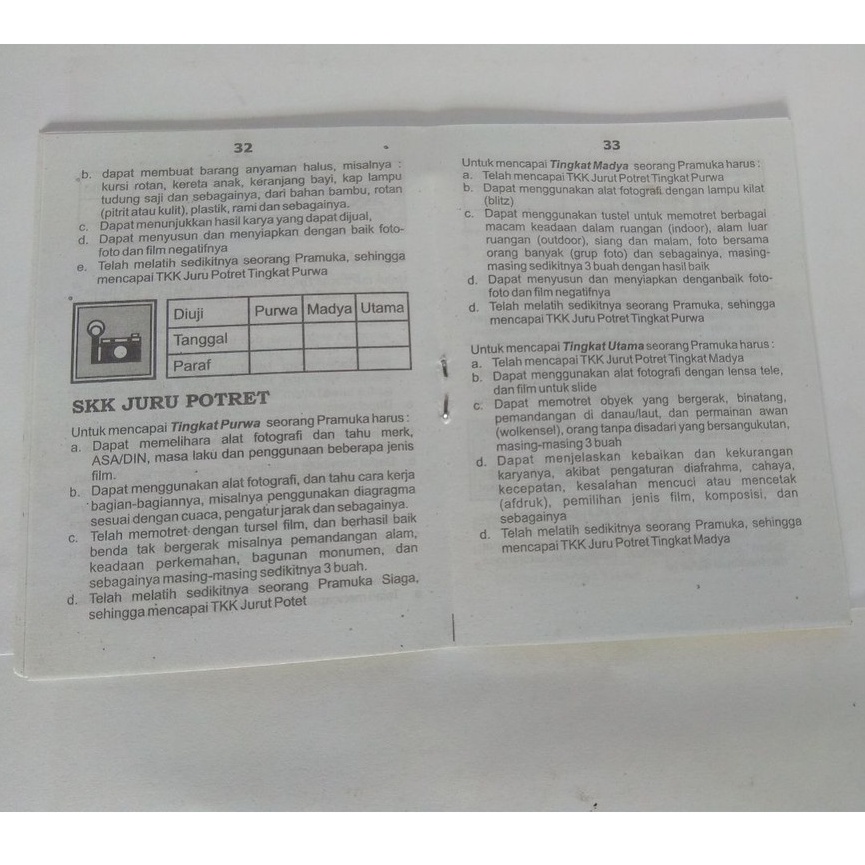 32
b. dapat membuat barang anyaman halus, misalnya :
kursi rotan, kereta anak, keranjang bayi, kap lampu
tudung saji dan sebagainya, dari bahan bambu, rotan
(pitrit atau kulit), plastik, rami dan sebagainya.
c. Dapat menunjukkan hasil karya yang dapat dijual,
d. Dapat menyusun dan menyiapkan dengan baik foto-
foto dan film negatifnya
e. Telah melatih sedikitnya seorang Pramuka, sehingga
mencapai TKK Juru Potret Tingkat Purwa
Diuji Purwa Madya Utama
Tanggal
Paraf
SKK JURU POTRET
Untuk mencapai Tingkat Purwa seorang Pramuka harus :
a. Dapat memelihara alat fotografi dan tahu merk,
ASA/DIN, masa laku dan penggunaan beberapa jenis
film.
b. Dapat menggunakan alat fotografi, dan tahu cara kerja
bagian-bagiannya, misalnya penggunaan diagragma
sesuai dengan cuaca, pengatur jarak dan sebagainya.
c. Telah memotret dengan tursel film, dan berhasil baik
benda tak bergerak misalnya pemandangan alam,
keadaan perkemahan, bagunan monumen, dan
sebagainya masing-masing sedikitnya 3 buah.
d. Telah melatih sedikitnya seorang Pramuka Siaga,
sehingga mencapai TKK Jurut Potet
33
Untuk mencapai Tingkat Madya seorang Pramuka harus :
a. Telah mencapai TKK Juru Potret Tingkat Purwa
b. Dapat menggunakan alat fotografi dengan lampu kilat
(blitz)
c. Dapat menggunakan tustel untuk memotret berbagai
macam keadaan dalam ruangan (indoor), alam luar
ruangan (outdoor), siang dan malam, foto bersama
orang banyak (grup foto) dan sebagainya, masing-
masing sedikitnya 3 buah dengan hasil baik
d. Dapat menyusun dan menyiapkan denganbaik foto-
foto dan film negatifnya
d. Telah melatih sedikitnya seorang Pramuka, sehingga
mencapai TKK Juru Potret Tingkat Purwa
Untuk mencapai Tingkat Utama seorang Pramuka harus :
a. Telah mencapai TKK Jurut Potret Tingkat Madya
b. Dapat menggunakan alat fotografi dengan lensa tele,
dan film untuk slide
c. Dapat memotret obyek yang bergerak, binatang,
pemandangan di danau/laut, dan permainan awan
(wolkensel), orang tanpa disadari yang bersangukutan,
masing-masing 3 buah
d. Dapat menjelaskan kebaikan dan kekurangan
karyanya, akibat pengaturan diafrahma, cahaya,
kecepatan, kesalahan mencuci atau mencetak
(afdruk), pemilihan jenis film, komposisi, dan
sebagainya
d. Telah melatih sedikitnya seorang Pramuka, sehingga
mencapai TKK Juru Potret Tingkat Madya